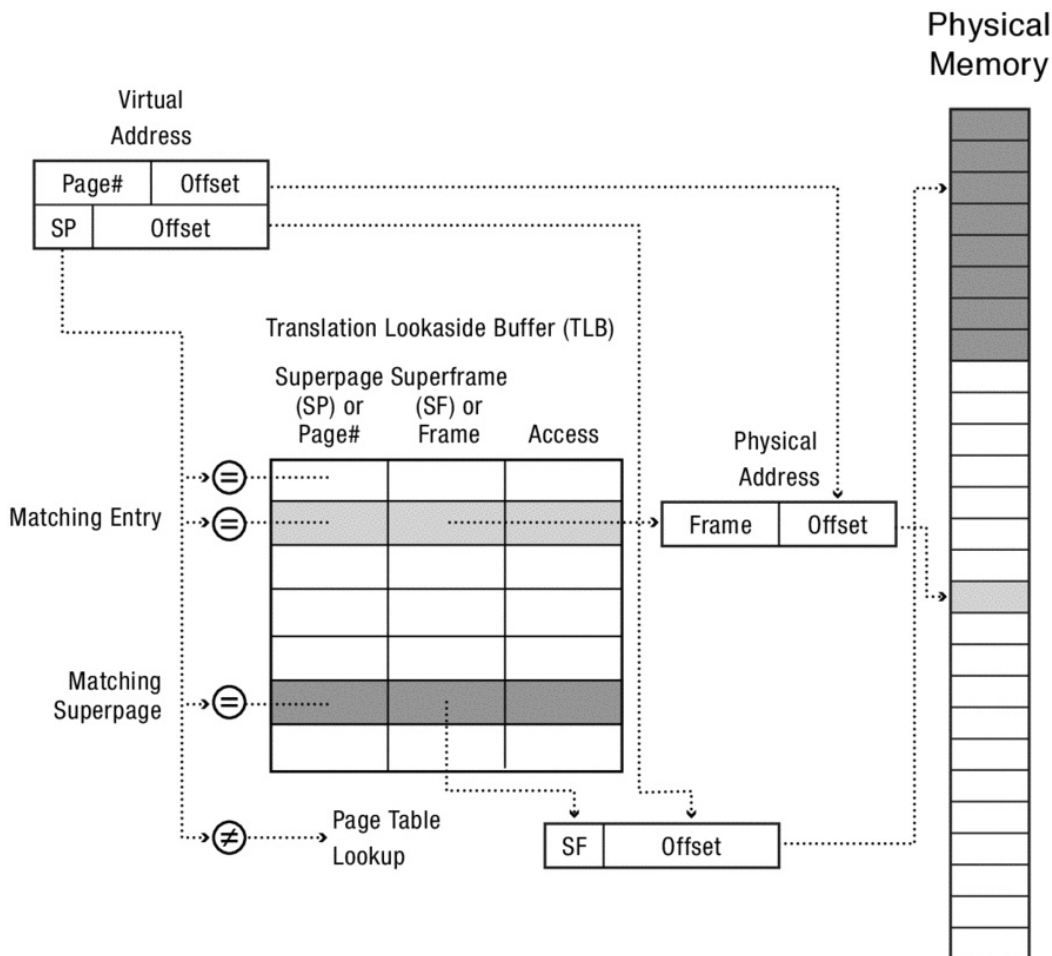 Physical
Memory
Virtual
Address
Page# Offset
SP Offset
Translation Lookaside Buffer (TLB)
Superpage Superframe
(SP) or (SF) or
Page# Frame Access
Physical
Address
= 
Matching Entry =
Frame Offset
Matching
Superpage =
≠ Page Table
Lookup
SF Offset